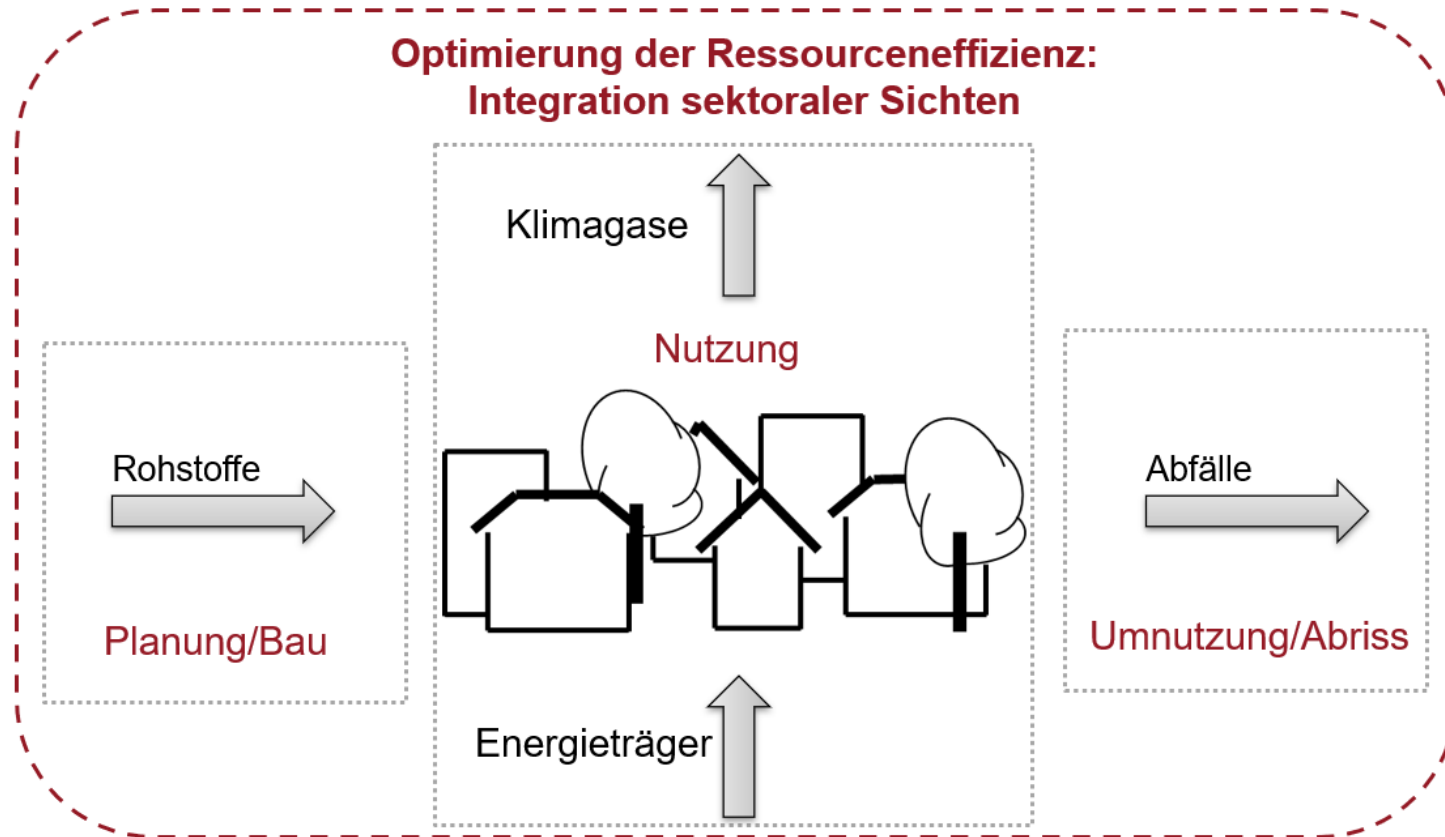 Optimierung der Ressourceneffizienz:
Integration sektoraler Sichten
Klimagase
Nutzung
Rohstoffe
Planung/Bau
Energieträger
Abfälle
Umnutzung/Abriss